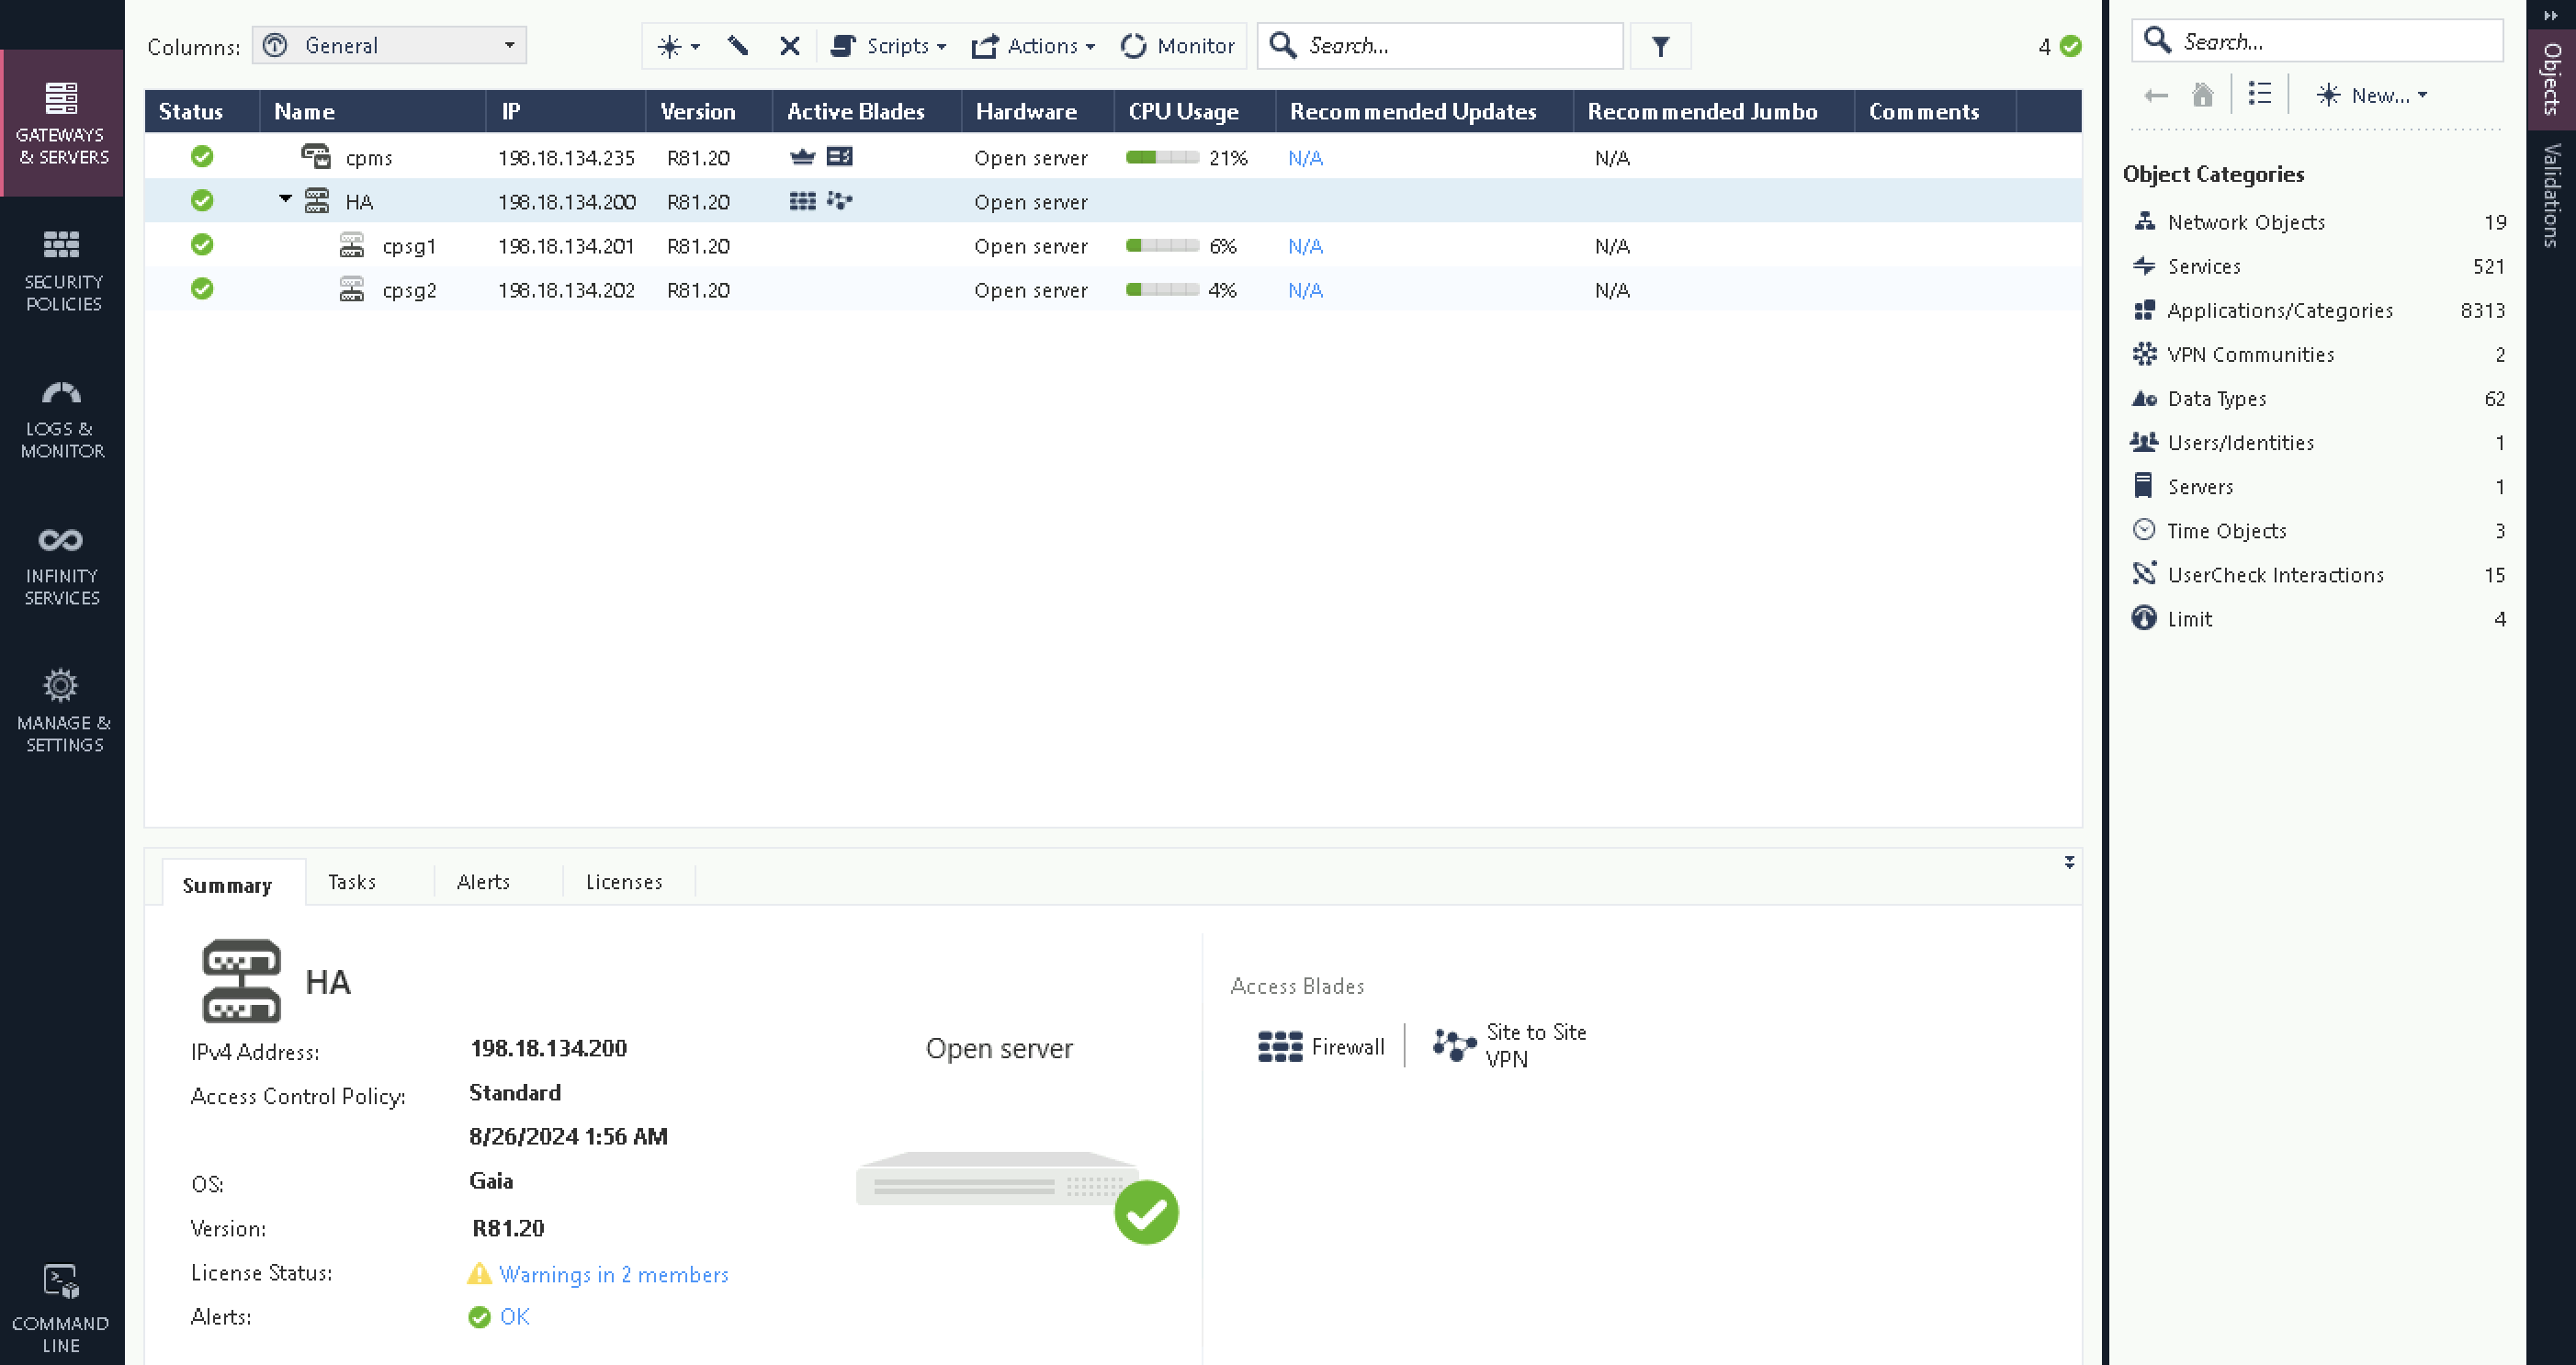 GATEWAYS
& SERVERS
SECURITY
POLICIES
LOGS &
MONITOR
INFINITY
SERVICES
MANAGE &
SETTINGS
COMMAND
LINE
Columns: General
Scripts Actions Monitor Search... 4
Status Name IP Version Active Blades Hardware CPU Usage Recommended Updates Recommended Jumbo Comments
cpms 198.18.134.235 R81.20 Open server 21% N/A N/A
HA 198.18.134.200 R81.20 Open server
cpsg1 198.18.134.201 R81.20 Open server 6% N/A N/A
cpsg2 198.18.134.202 R81.20 Open server 4% N/A N/A
Summary Tasks Alerts Licenses
HA
IPv4 Address: 198.18.134.200
Access Control Policy: Standard
8/26/2024 1:56 AM
OS: Gaia
Version: R81.20
License Status: Warnings in 2 members
Alerts: OK
Open server
Access Blades
Firewall
Site to Site
VPN
Search...
New...
Object Categories
Network Objects 19
Services 521
Applications/Categories 8313
VPN Communities 2
Data Types 62
Users/Identities 1
Servers 1
Time Objects 3
UserCheck Interactions 15
Limit 4
Objects
Validations